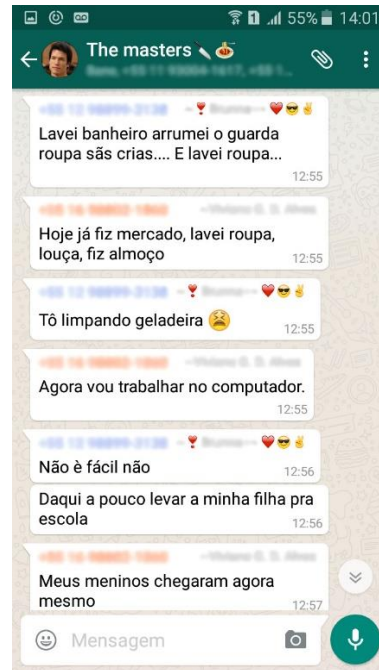 55% 14:01
The masters
Lavei banheiro arrumei o guarda
roupa sãs crias.... E lavei roupa...
12:55
Hoje já fiz mercado, lavei roupa,
louça, fiz almoço
12:55
Tô limpando geladeira
12:55
Agora vou trabalhar no computador.
12:55
Não è fácil não
12:56
Daqui a pouco levar a minha filha pra
escola
12:56
Meus meninos chegaram agora
mesmo
12:57
Mensagem